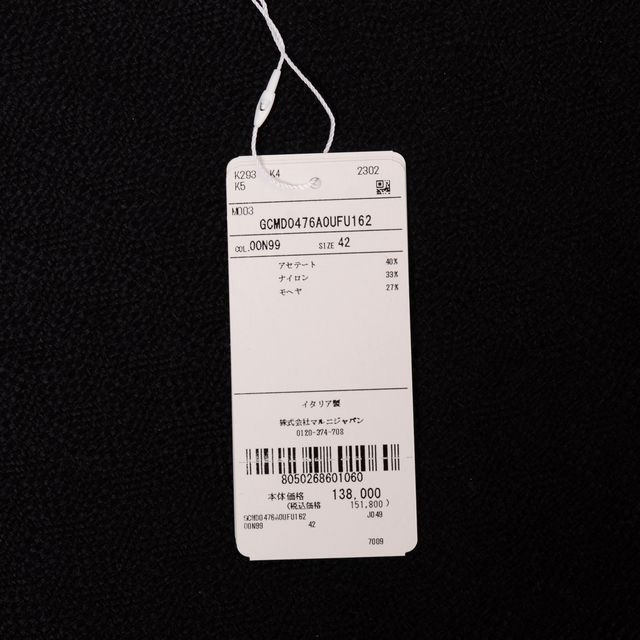 K293 K4 2302
K5
M003
GCMD0476A0UFU162
COL.00N99 SIZE 42
アセテート 40%
ナイロン 33%
モヘヤ 27%
イタリア製
株式会社マルニジャパン
0120-374-708
8050268601060
本体価格 138,000
(税込価格 151,800)
GCMD0476A0UFU162 J049
00N99 42
7009